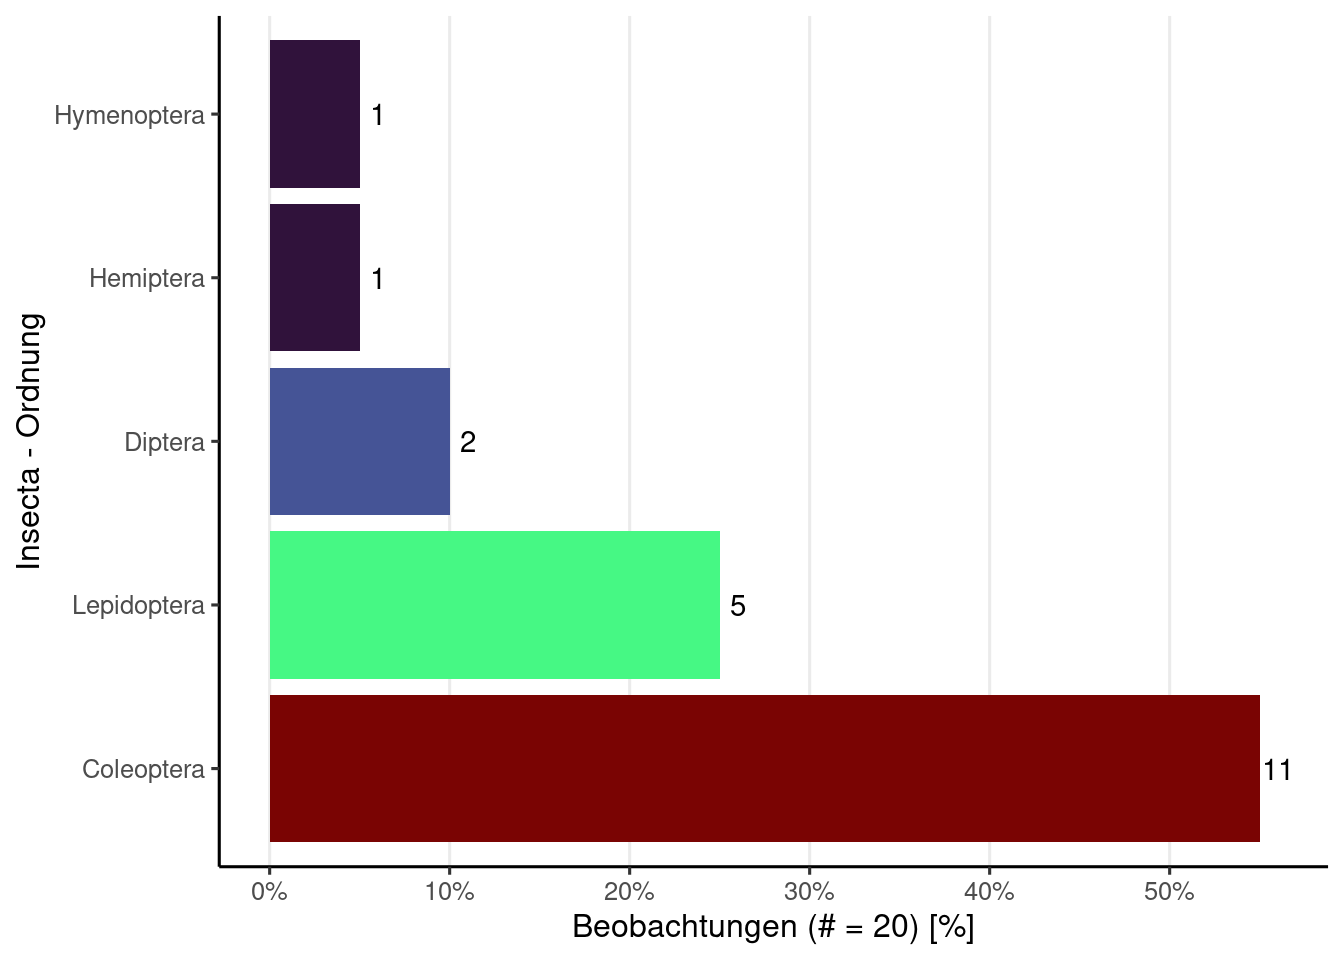 Insecta - Ordnung
Hymenoptera 1
Hemiptera 1
Diptera 2
Lepidoptera 5
Coleoptera 11
0% 10% 20% 30% 40% 50%
Beobachtungen (# = 20) [%]